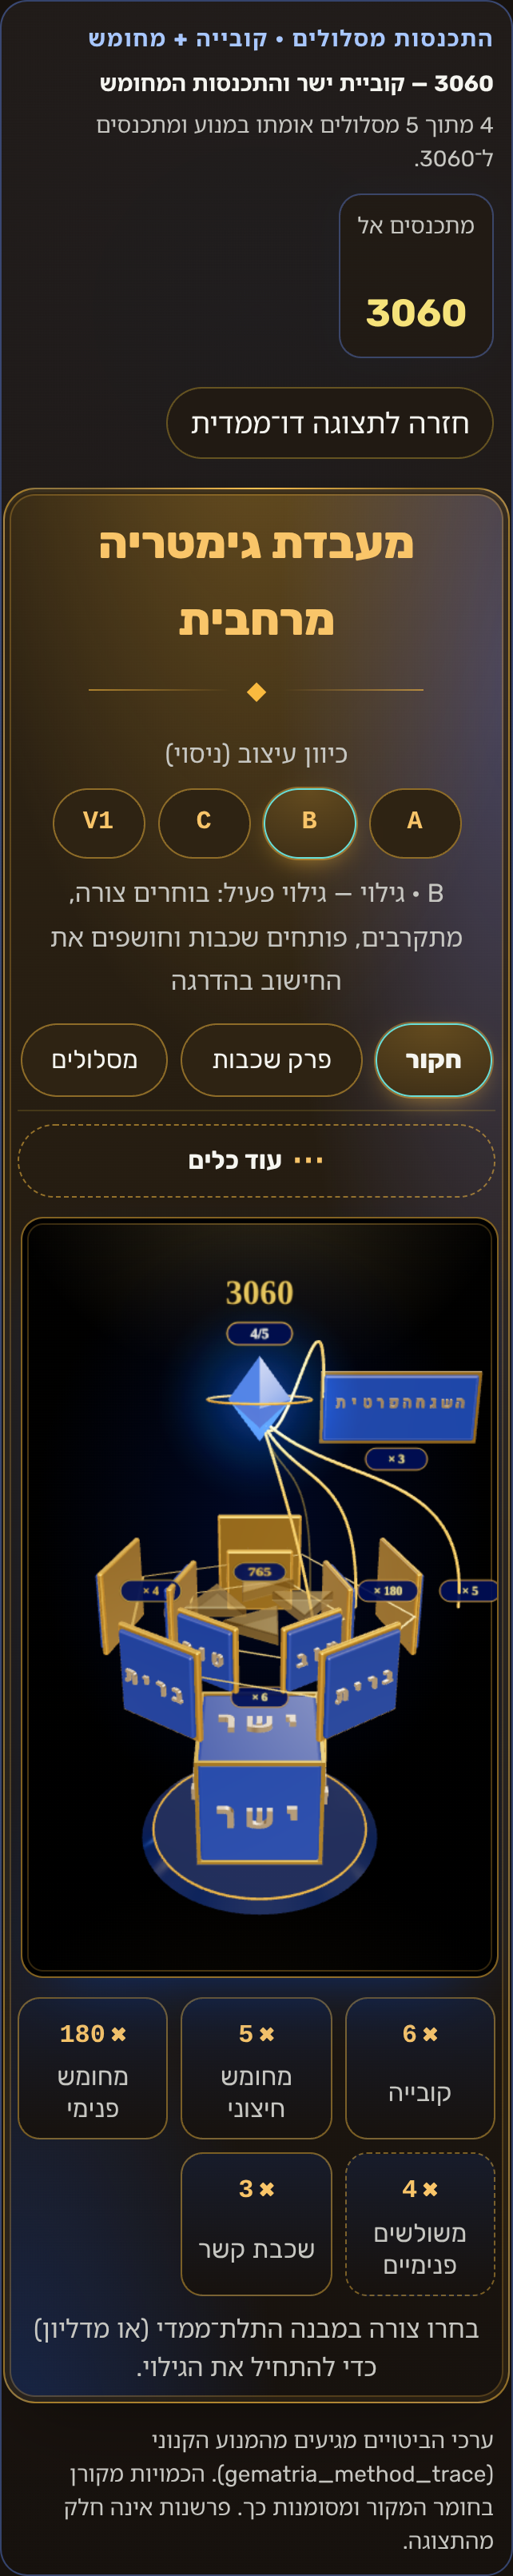 התכנסות מסלולים • קובייה + מחומש
3060 – קוביית ישר והתכנסות המחומש
4 מתוך 5 מסלולים אומתו במנוע ומתכנסים
ל־3060.
מתכנסים אל
3060
חזרה לתצוגה דו־ממדית
מעבדת גימטריה
מרחבית
כיוון עיצוב (ניסוי)
A
B
C
V1
B • גילוי – גילוי פעיל: בוחרים צורה,
מתקרבים, פותחים שכבות וחושפים את
החישוב בהדרגה
חקור
פרק שכבות
מסלולים
··· עוד כלים
3060
4/5
השגחהפרטית
× 3
765
× 4
× 180
× 5
ברית
ברית
× 6
ישר
ישר
×6
קובייה
×5
מחומש
חיצוני
×180
מחומש
פנימי
×4
משולשים
פנימיים
×3
שכבת קשר
בחרו צורה במבנה התלת־ממדי (או מדליון)
כדי להתחיל את הגילוי.
ערכי הביטויים מגיעים מהמנוע הקנוני
(gematria_method_trace). הכמויות מקורן
בחומר המקור ומסומנות כך. פרשנות אינה חלק
מהתצוגה.